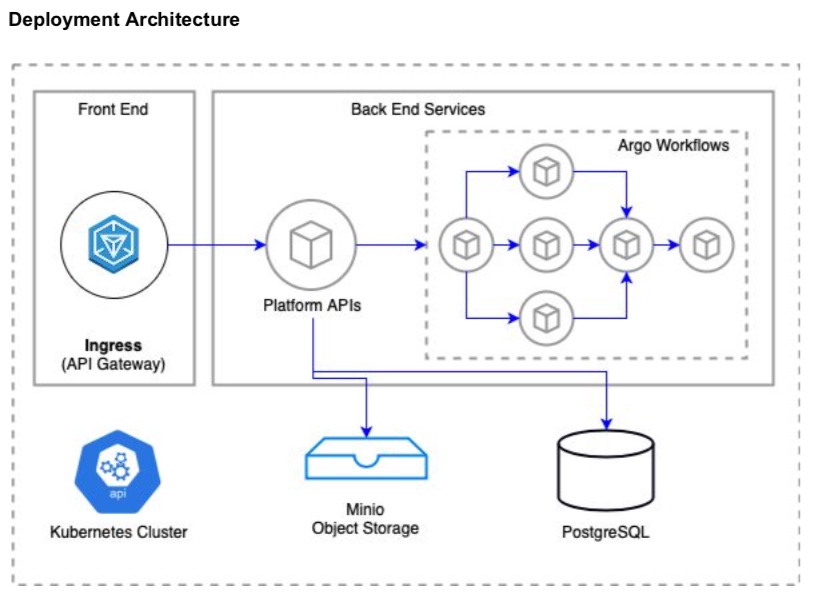 Deployment Architecture
Front End
Back End Services
Argo Workflows
Platform APIs
Ingress
(API Gateway)
api
Kubernetes Cluster
Minio
Object Storage
PostgreSQL